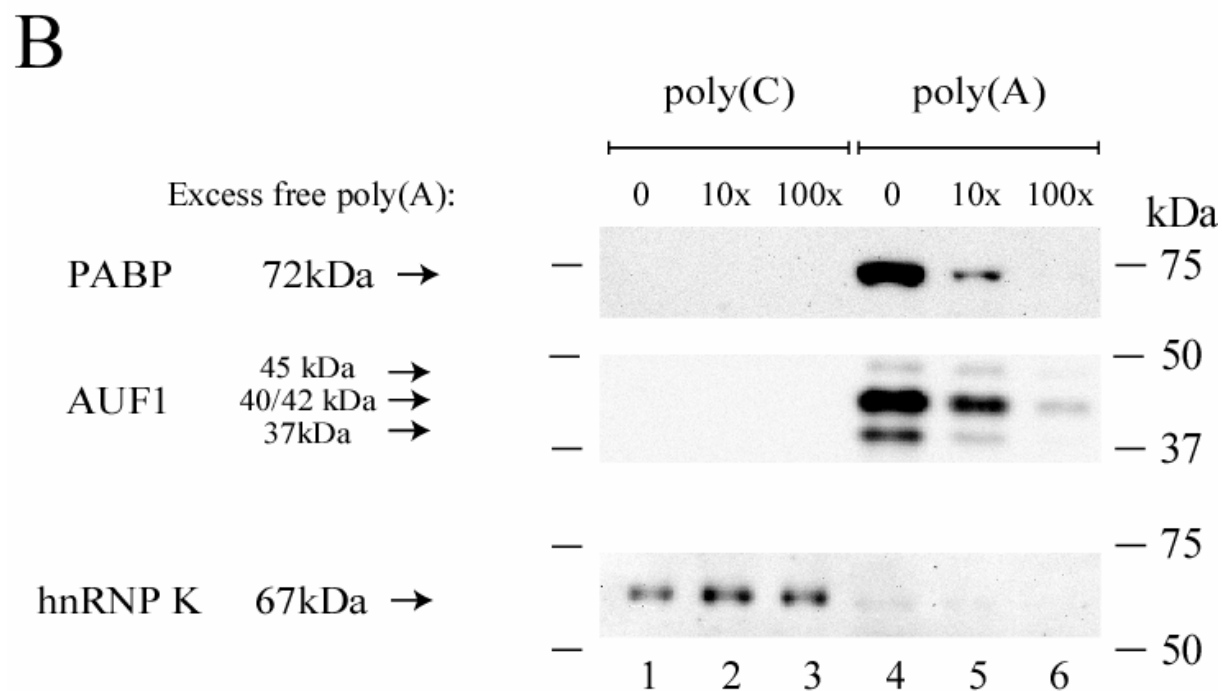 B
poly(C) poly(A)
Excess free poly(A): 0 10x 100x 0 10x 100x kDa
PABP 72kDa 75
50
45 kDa
AUF1 40/42 kDa
37kDa
37
75
hnRNP K 67kDa
50
1 2 3 4 5 6